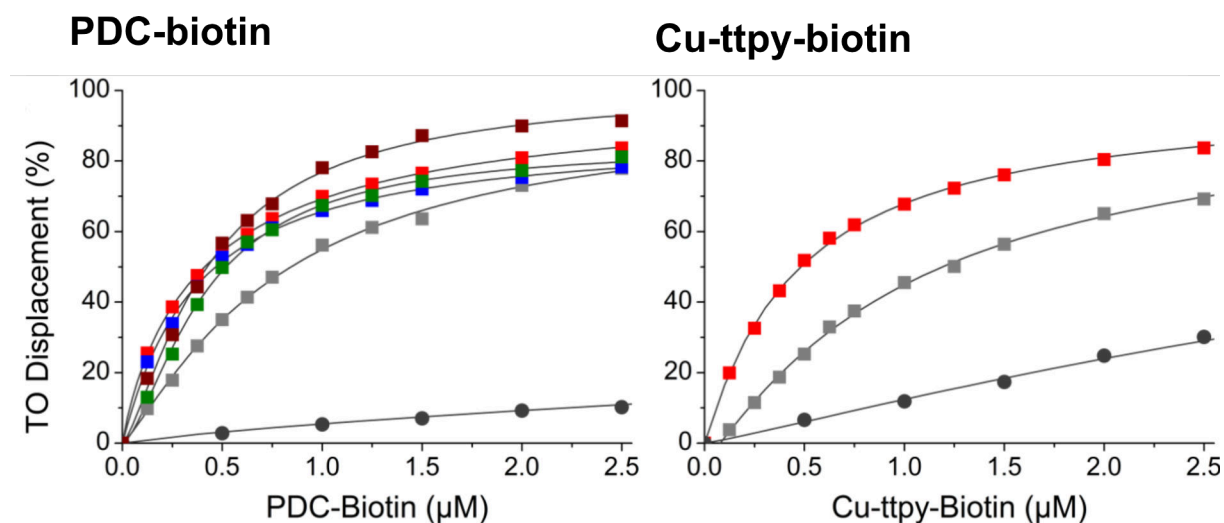 PDC-biotin
Cu-ttpy-biotin
TO Displacement (%)
100
80
60
40
20
0
0.0 0.5 1.0 1.5 2.0 2.5
PDC-Biotin (µM)
100
80
60
40
20
0
0.0 0.5 1.0 1.5 2.0 2.5
Cu-ttpy-Biotin (µM)